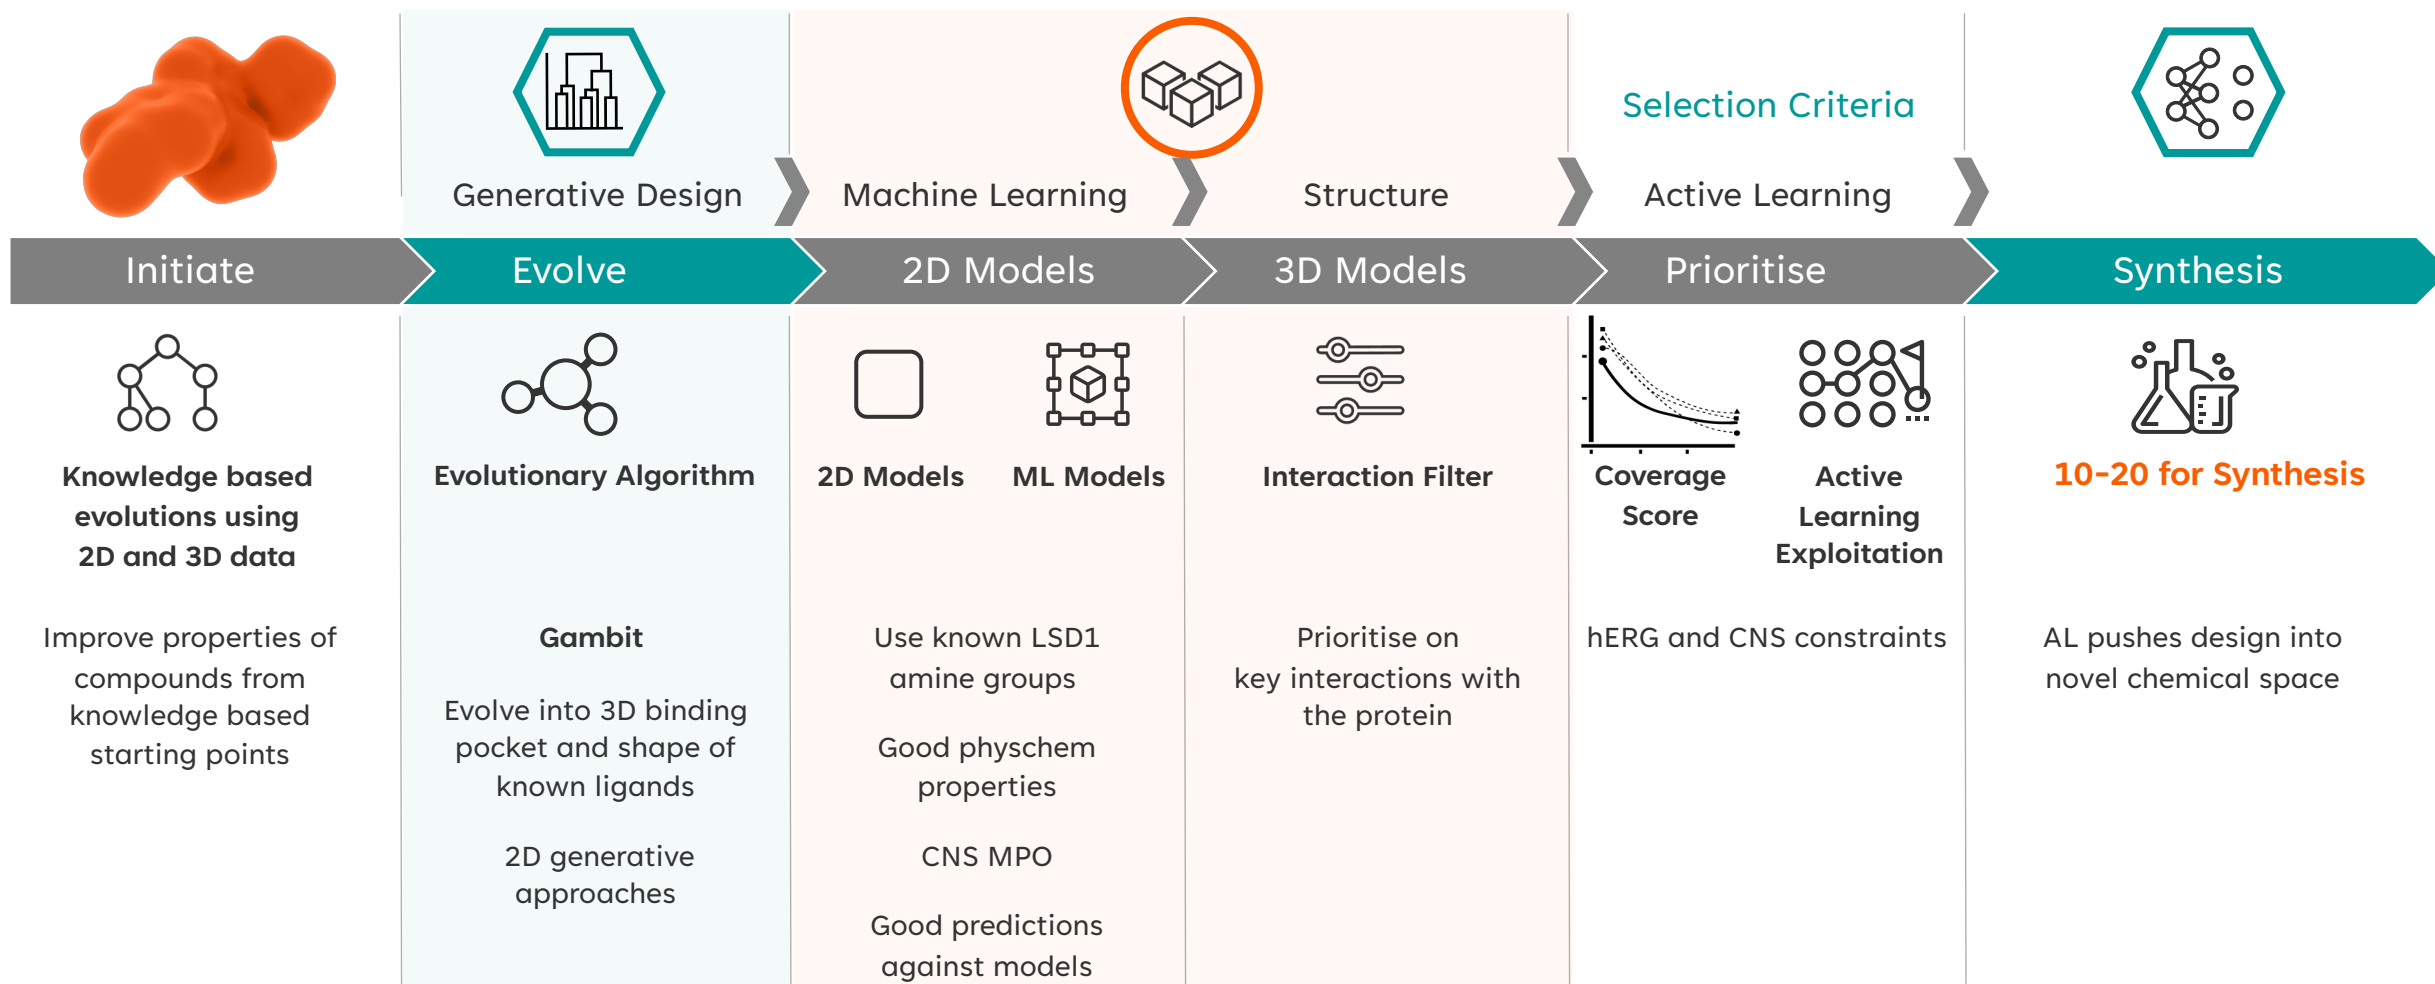 Selection Criteria
Generative Design
Machine Learning
Structure
Active Learning
Initiate
Evolve
2D Models
3D Models
Prioritise
Synthesis
Knowledge based
evolutions using
2D and 3D data
Improve properties of
compounds from
knowledge based
starting points
Evolutionary Algorithm
Gambit
Evolve into 3D binding
pocket and shape of
known ligands
2D generative
approaches
2D Models
ML Models
Use known LSD1
amine groups
Good physchem
properties
CNS MPO
Good predictions
against models
Interaction Filter
Prioritise on
key interactions with
the protein
Coverage
Score
Active
Learning
Exploitation
hERG and CNS constraints
10-20 for Synthesis
AL pushes design into
novel chemical space